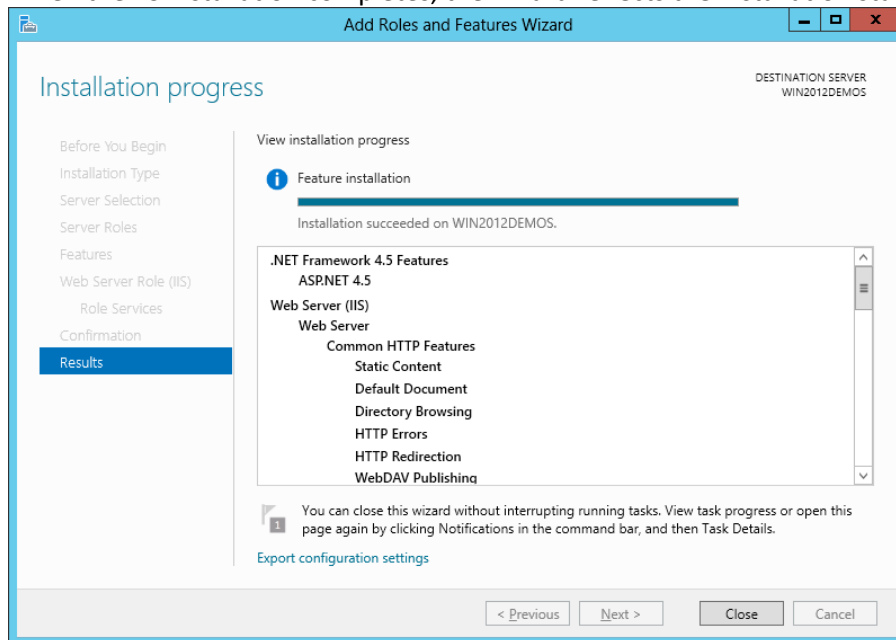 Add Roles and Features Wizard
Installation progress
DESTINATION SERVER
WIN2012DEMOS
Before You Begin
Installation Type
Server Selection
Server Roles
Features
Web Server Role (IIS)
Role Services
Confirmation
Results
View installation progress
Feature installation
Installation succeeded on WIN2012DEMOS.
.NET Framework 4.5 Features
ASP.NET 4.5
Web Server (IIS)
Web Server
Common HTTP Features
Static Content
Default Document
Directory Browsing
HTTP Errors
HTTP Redirection
WebDAV Publishing
1
You can close this wizard without interrupting running tasks. View task progress or open this
page again by clicking Notifications in the command bar, and then Task Details.
Export configuration settings
< Previous
Next >
Close
Cancel